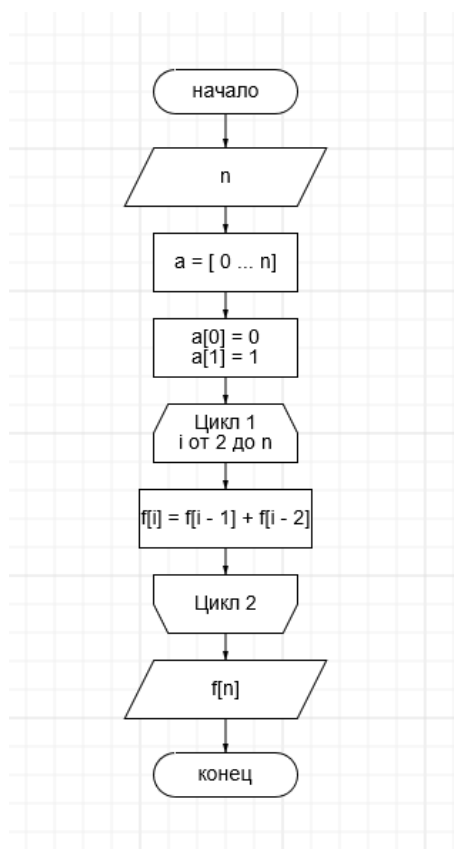 начало
n
a = [ 0 ... n]
a[0] = 0
a[1] = 1
Цикл 1
i от 2 до n
f[i] = f[i - 1] + f[i - 2]
Цикл 2
f[n]
конец